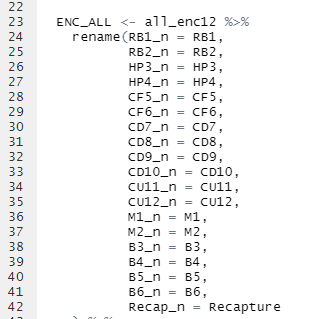 22
23 ENC_ALL <- all_enc12 %>%
24 rename(RB1_n = RB1,
25 RB2_n = RB2,
26 HP3_n = HP3,
27 HP4_n = HP4,
28 CF5_n = CF5,
29 CF6_n = CF6,
30 CD7_n = CD7,
31 CD8_n = CD8,
32 CD9_n = CD9,
33 CD10_n = CD10,
34 CU11_n = CU11,
35 CU12_n = CU12,
36 M1_n = M1,
37 M2_n = M2,
38 B3_n = B3,
39 B4_n = B4,
40 B5_n = B5,
41 B6_n = B6,
42 Recap_n = Recapture